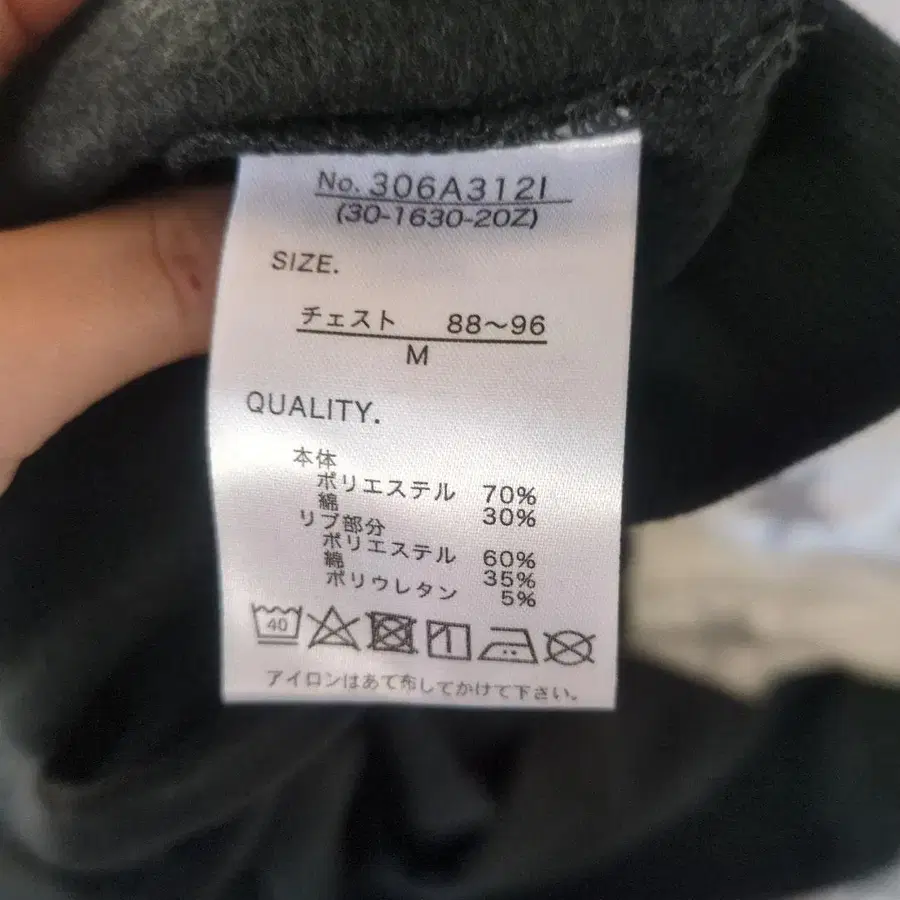 No. 306A312I
(30-1630-20Z)
SIZE.
チェスト 88〜96
M
QUALITY.
本体
ポリエステル 70%
綿 30%
リブ部分
ポリエステル 60%
綿 35%
ポリウレタン 5%
40
アイロンはあて布してかけて下さい。